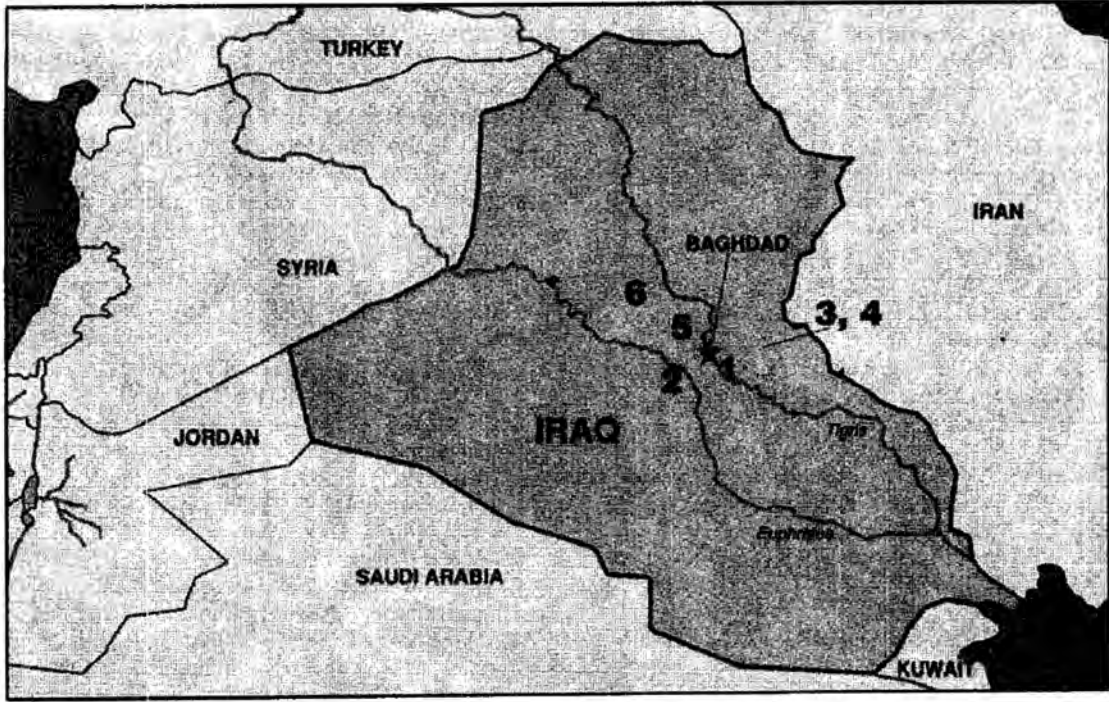 TURKEY
IRAN
BAGHDAD
SYRIA
6
3, 4
5
1
2
IRAQ
Tigris
JORDAN
Euphrates
SAUDI ARABIA
KUWAIT